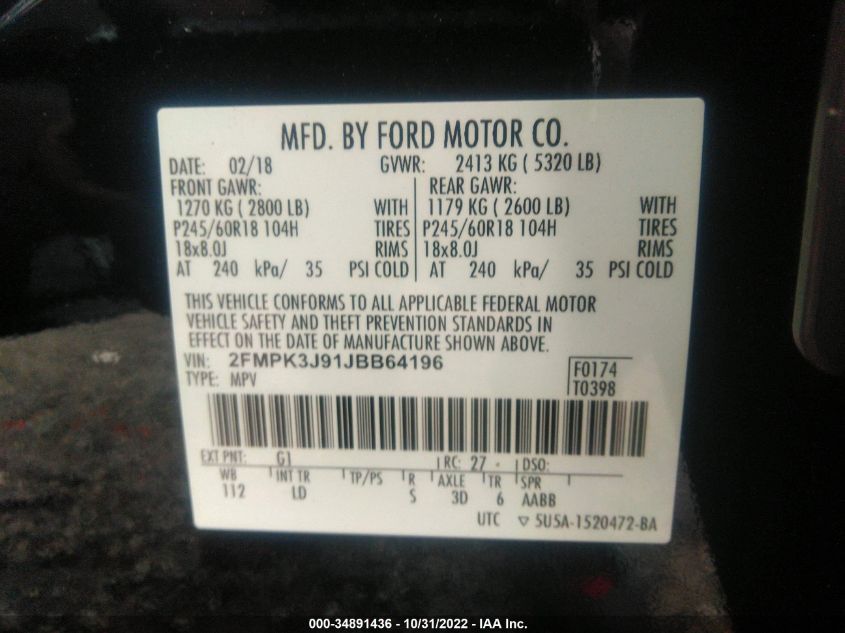 MFD. BY FORD MOTOR CO.
DATE: 02/18 GVWR: 2413 KG ( 5320 LB)
FRONT GAWR: REAR GAWR:
1270 KG ( 2800 LB) WITH 1179 KG ( 2600 LB) WITH
P245/60R18 104H TIRES P245/60R18 104H TIRES
18x8.0J RIMS 18x8.0J RIMS
AT 240 kPa/ 35 PSI COLD AT 240 kPa/ 35 PSI COLD
THIS VEHICLE CONFORMS TO ALL APPLICABLE FEDERAL MOTOR
VEHICLE SAFETY AND THEFT PREVENTION STANDARDS IN
EFFECT ON THE DATE OF MANUFACTURE SHOWN ABOVE.
VIN: 2FMPK3J91JBB64196 F0174
TYPE: MPV T0398
EXT PNT: G1 RC: 27 DSO:
WB INT TR TP/PS R AXLE TR SPR
112 LD S 3D 6 AABB
UTC ▽ 5U5A-1520472-BA
000-34891436 - 10/31/2022 - IAA Inc.